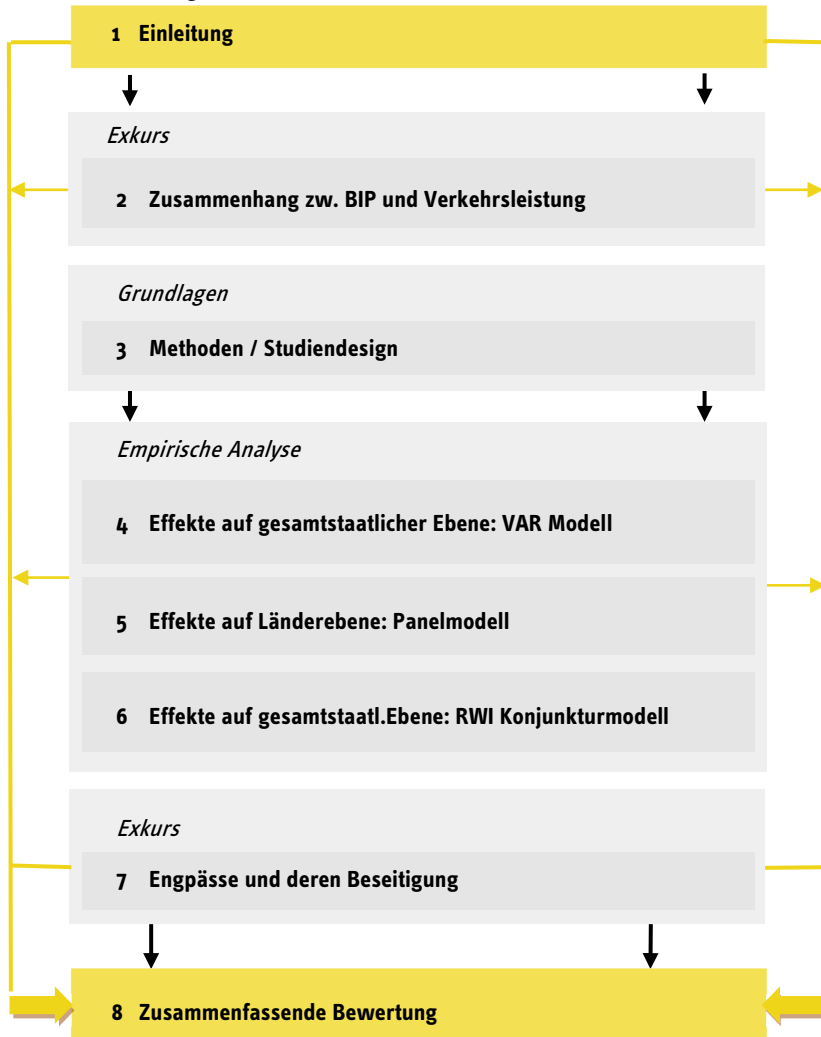 1 Einleitung
Exkurs
2 Zusammenhang zw. BIP und Verkehrsleistung
Grundlagen
3 Methoden / Studiendesign
Empirische Analyse
4 Effekte auf gesamtstaatlicher Ebene: VAR Modell
5 Effekte auf Länderebene: Panelmodell
6 Effekte auf gesamtstaatl.Ebene: RWI Konjunkturmodell
Exkurs
7 Engpässe und deren Beseitigung
8 Zusammenfassende Bewertung